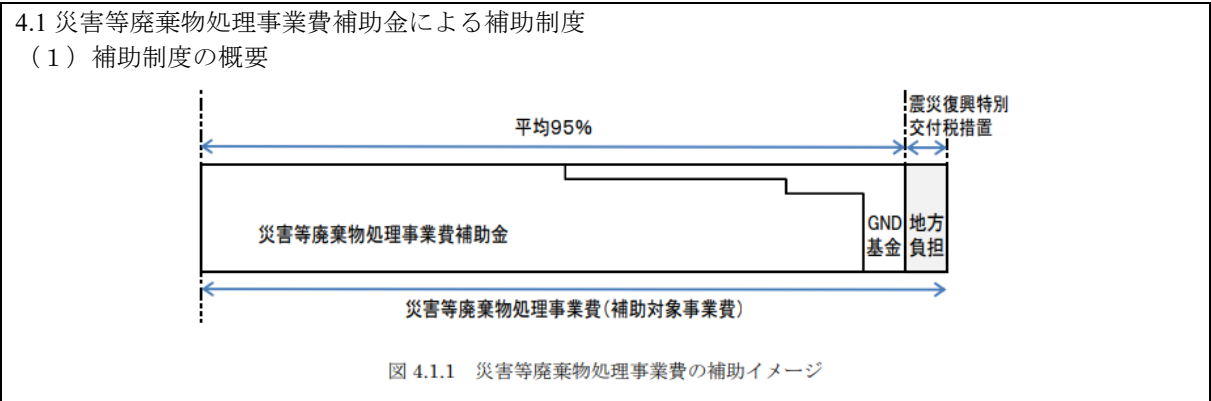 4.1 災害等廃棄物処理事業費補助金による補助制度
（１）補助制度の概要
震災復興特別
交付税措置
平均95%
災害等廃棄物処理事業費補助金
GND
基金
地方
負担
災害等廃棄物処理事業費(補助対象事業費)
図 4.1.1　災害等廃棄物処理事業費の補助イメージ